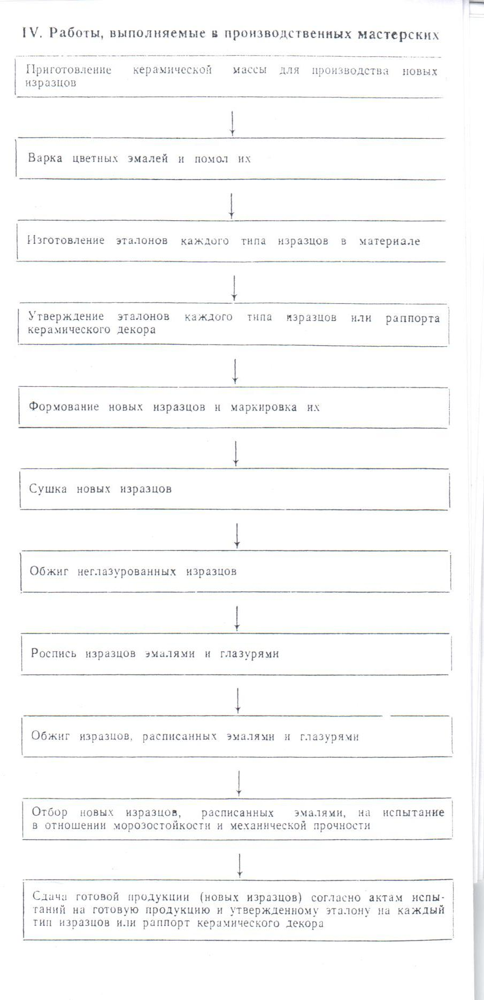 IV. Работы, выполняемые в производственных мастерских
Приготовление керамической массы для производства новых
изразцов
Варка цветных эмалей и помол их
Изготовление эталонов каждого типа изразцов в материале
Утверждение эталонов каждого типа изразцов или раппорта
керамического декора
Формование новых изразцов и маркировка их
Сушка новых изразцов
Обжиг неглазурованных изразцов
Роспись изразцов эмалями и глазурями
Обжиг изразцов, расписанных эмалями и глазурями
Отбор новых изразцов, расписанных эмалями, на испытание
в отношении морозостойкости и механической прочности
Сдача готовой продукции (новых изразцов) согласно актам испы-
таний на готовую продукцию и утвержденному эталону на каждый
тип изразцов или раппорт керамического декора